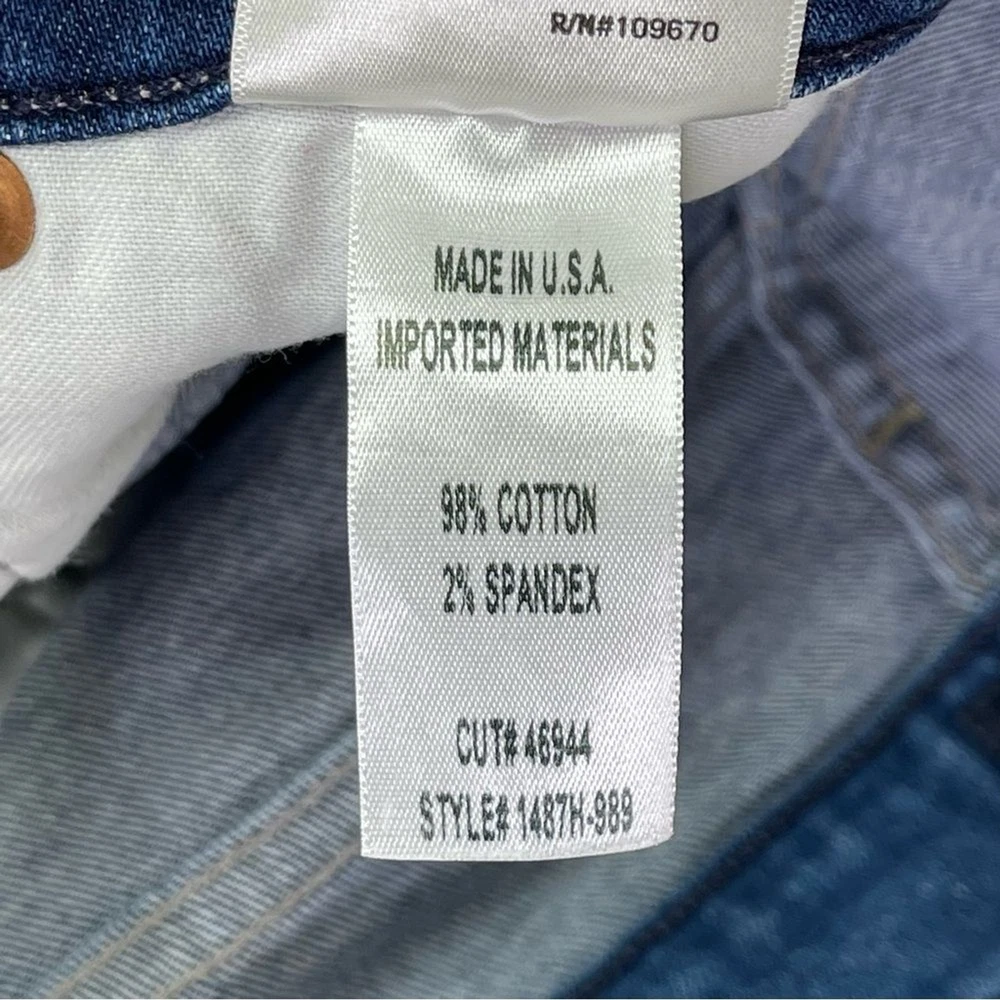 R/N#109670
MADE IN U.S.A.
IMPORTED MATERIALS
98% COTTON
2% SPANDEX
CUT# 46944
STYLE# 1487H-989